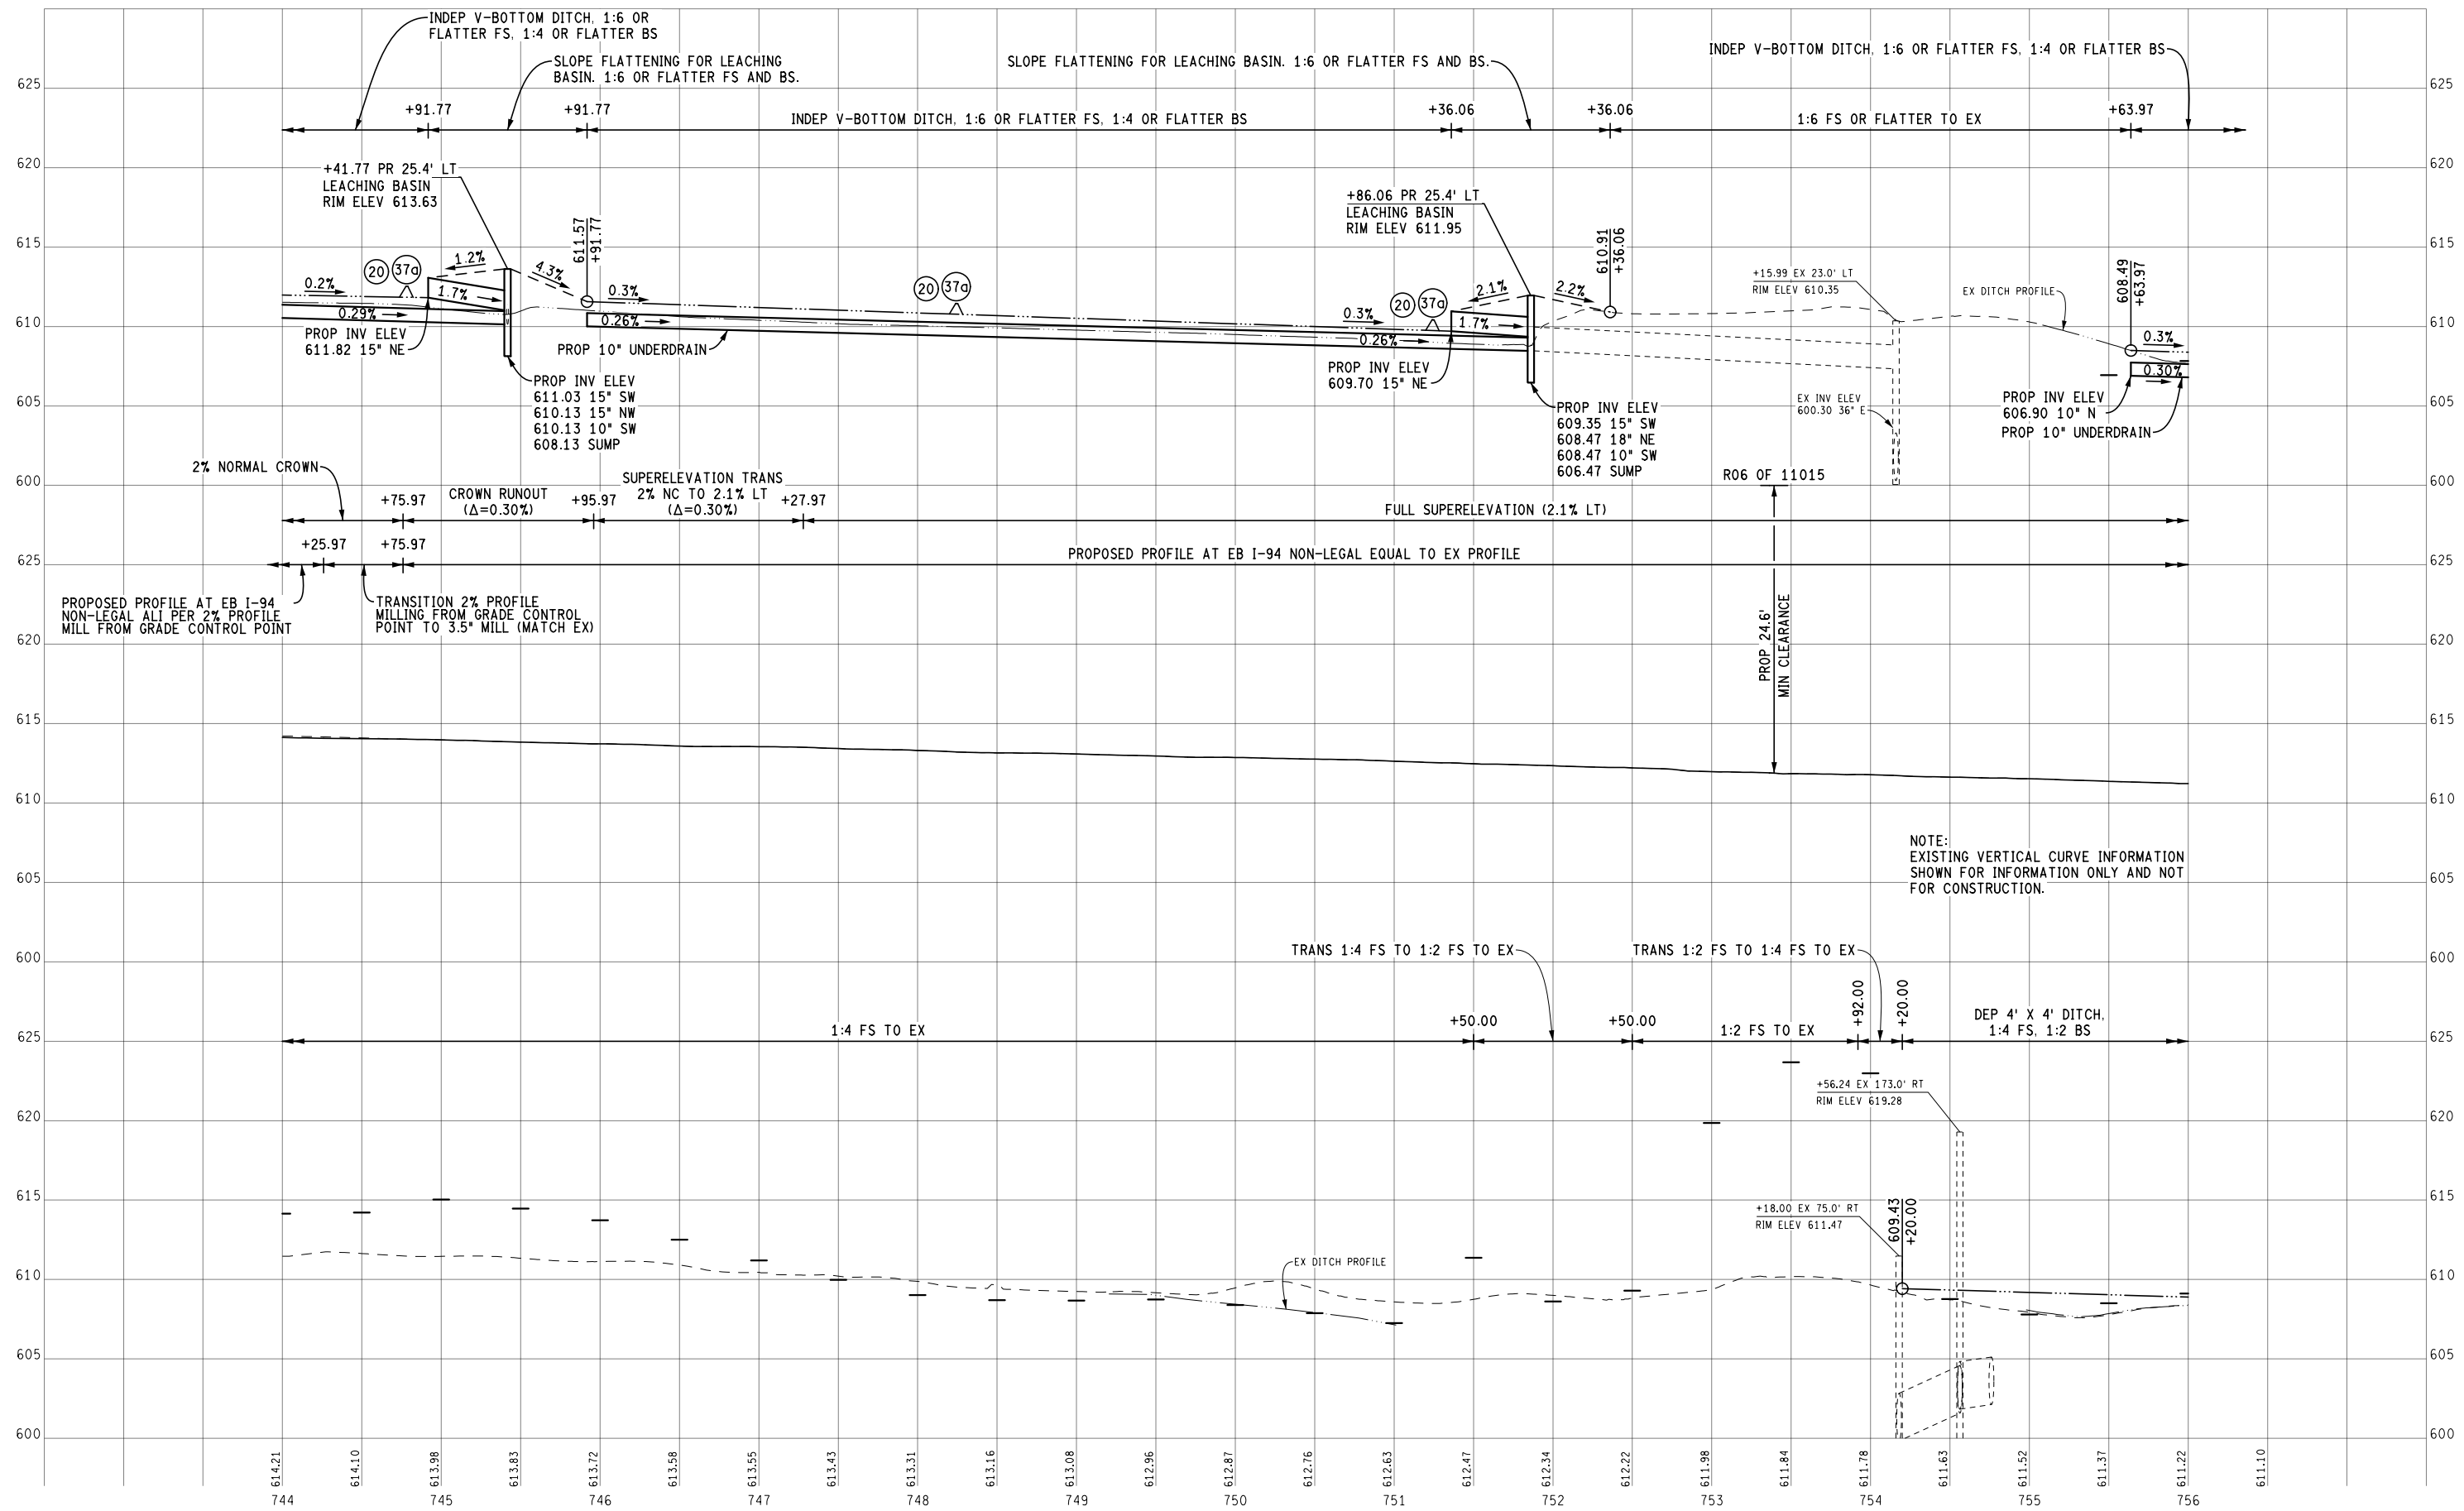 INDEP V-BOTTOM DITCH, 1:6 OR
FLATTER FS, 1:4 OR FLATTER BS
SLOPE FLATTENING FOR LEACHING
BASIN. 1:6 OR FLATTER FS AND BS.
SLOPE FLATTENING FOR LEACHING BASIN. 1:6 OR FLATTER FS AND BS.
INDEP V-BOTTOM DITCH, 1:6 OR FLATTER FS, 1:4 OR FLATTER BS
625
625
+91.77
+91.77
INDEP V-BOTTOM DITCH, 1:6 OR FLATTER FS, 1:4 OR FLATTER BS
+36.06
+36.06
1:6 FS OR FLATTER TO EX
+63.97
620
620
+41.77 PR 25.4' LT
LEACHING BASIN
RIM ELEV 613.63
+86.06 PR 25.4' LT
LEACHING BASIN
RIM ELEV 611.95
615
615
611.57
+91.77
610.91
+36.06
608.49
+63.97
+15.99 EX 23.0' LT
RIM ELEV 610.35
EX DITCH PROFILE
20
37a
1.2%
4.3%
0.2%
1.7%
0.3%
20
37a
0.3%
20
37a
2.1%
2.2%
1.7%
0.29%
0.26%
0.26%
0.3%
0.30%
610
610
PROP INV ELEV
611.82 15" NE
PROP 10" UNDERDRAIN
PROP INV ELEV
611.03 15" SW
610.13 15" NW
610.13 10" SW
608.13 SUMP
PROP INV ELEV
609.70 15" NE
PROP INV ELEV
609.35 15" SW
608.47 18" NE
608.47 10" SW
606.47 SUMP
EX INV ELEV
600.30 36" E
PROP INV ELEV
606.90 10" N
PROP 10" UNDERDRAIN
605
605
2% NORMAL CROWN
600
600
+75.97
CROWN RUNOUT
(Δ=0.30%)
+95.97
SUPERELEVATION TRANS
2% NC TO 2.1% LT
(Δ=0.30%)
+27.97
FULL SUPERELEVATION (2.1% LT)
R06 OF 11015
+25.97
+75.97
PROPOSED PROFILE AT EB I-94 NON-LEGAL EQUAL TO EX PROFILE
625
625
PROPOSED PROFILE AT EB I-94
NON-LEGAL ALI PER 2% PROFILE
MILL FROM GRADE CONTROL POINT
TRANSITION 2% PROFILE
MILLING FROM GRADE CONTROL
POINT TO 3.5" MILL (MATCH EX)
PROP 24.6'
MIN CLEARANCE
620
620
615
615
610
610
NOTE:
EXISTING VERTICAL CURVE INFORMATION
SHOWN FOR INFORMATION ONLY AND NOT
FOR CONSTRUCTION.
605
605
600
600
TRANS 1:4 FS TO 1:2 FS TO EX
TRANS 1:2 FS TO 1:4 FS TO EX
1:4 FS TO EX
+50.00
+50.00
1:2 FS TO EX
+92.00
+20.00
DEP 4' X 4' DITCH,
1:4 FS, 1:2 BS
625
625
+56.24 EX 173.0' RT
RIM ELEV 619.28
620
620
615
615
+18.00 EX 75.0' RT
RIM ELEV 611.47
609.43
+20.00
EX DITCH PROFILE
610
610
605
605
600
600
614.21
614.10
613.98
613.83
613.72
613.58
613.55
613.43
613.31
613.16
613.08
612.96
612.87
612.76
612.63
612.47
612.34
612.22
611.98
611.84
611.78
611.63
611.52
611.37
611.22
611.10
744
745
746
747
748
749
750
751
752
753
754
755
756